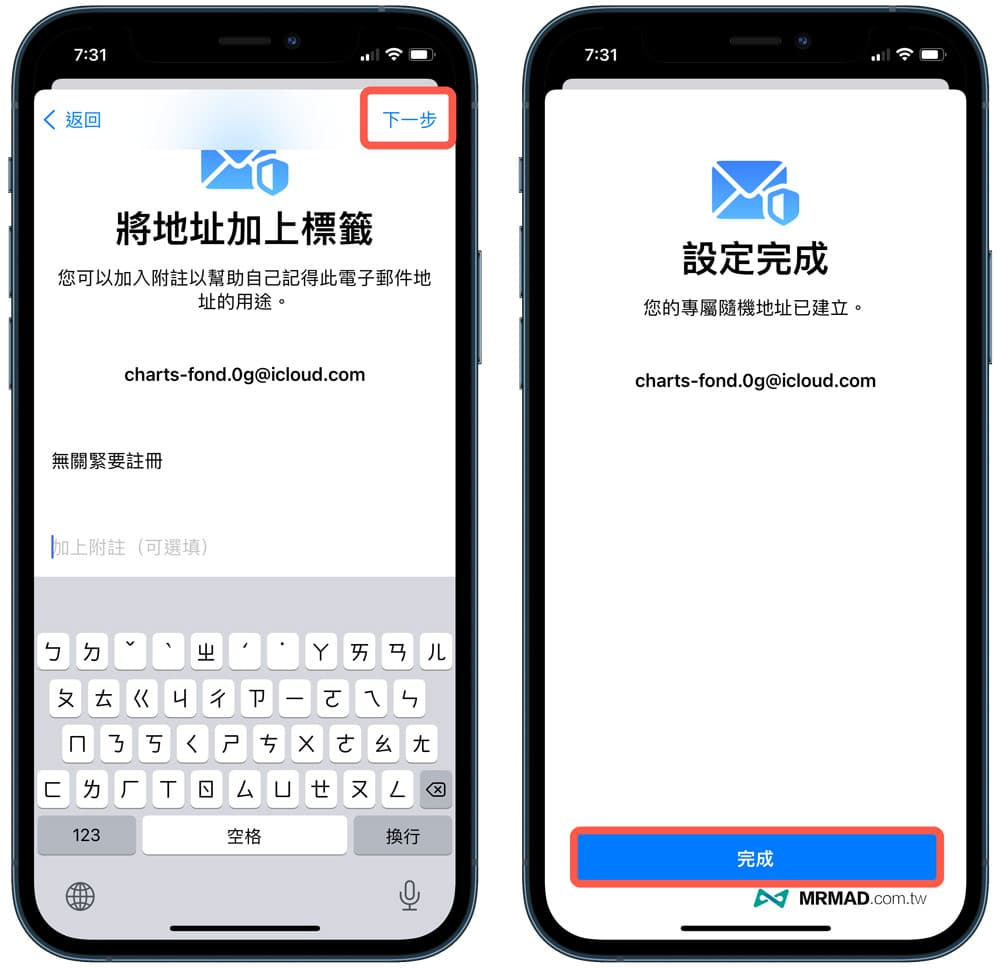 7:31
返回
下一步
將地址加上標籤
您可以加入附註以幫助自己記得此電子郵件地
址的用途。
charts-fond.0g@icloud.com
無關緊要註冊
加上附註（可選填）
ㄅ ㄉ ˇ ˋ ㄓ ˊ ˙ ㄚ ㄞ ㄢ ㄦ
ㄆ ㄊ ㄍ ㄐ ㄔ ㄗ ㄧ ㄛ ㄟ ㄣ
ㄇ ㄋ ㄎ ㄑ ㄕ ㄘ ㄨ ㄜ ㄠ ㄤ
ㄈ ㄌ ㄏ ㄒ ㄖ ㄙ ㄩ ㄝ ㄡ ㄥ
123 空格 換行
7:31
設定完成
您的專屬隨機地址已建立。
charts-fond.0g@icloud.com
完成
MRMAD.com.tw